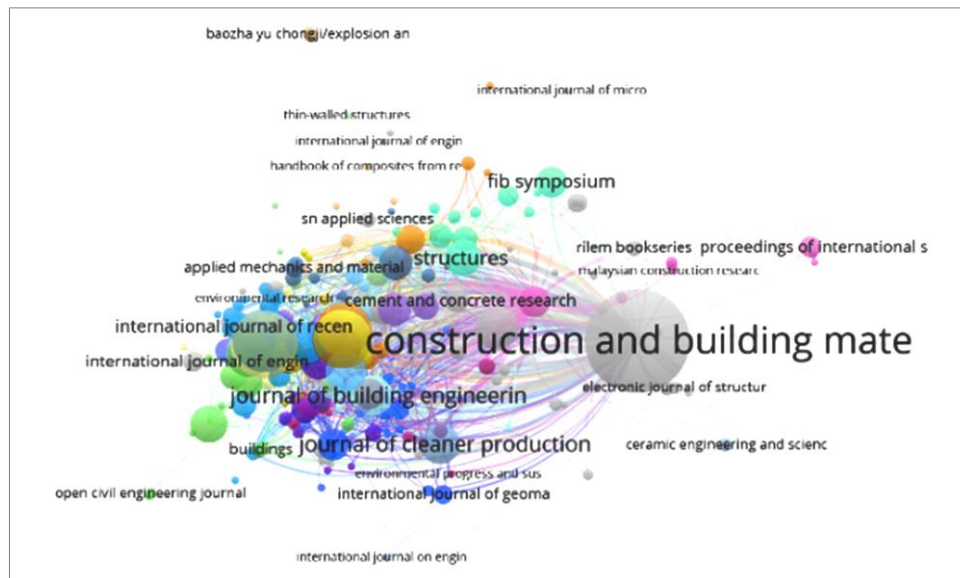 baozha yu chongji/explosion an
international journal of micro
thin-walled structures
international journal of engin
handbook of composites from re
fib symposium
sn applied sciences
rilem bookseries
proceedings of international s
structures
applied mechanics and material
malaysian construction researc
environmental research
cement and concrete research
international journal of recen
construction and building mate
international journal of engin
electronic journal of structur
journal of building engineerin
buildings
journal of cleaner production
ceramic engineering and scienc
environmental progress and sus
open civil engineering journal
international journal of geoma
international journal on engin